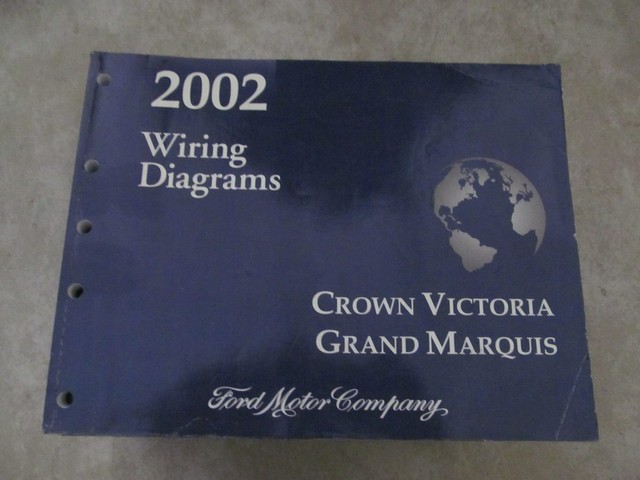 2002
Wiring
Diagrams
CROWN VICTORIA
GRAND MARQUIS
Ford Motor Company